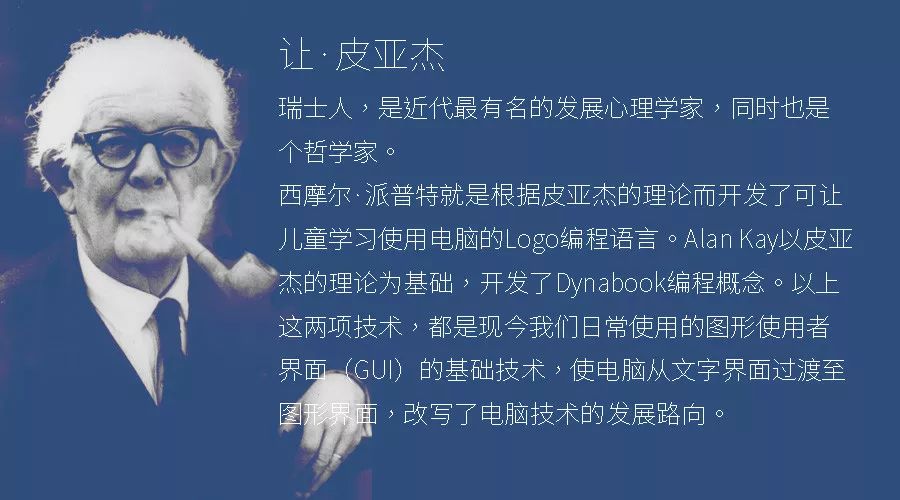 让·皮亚杰
瑞士人，是近代最有名的发展心理学家，同时也是
个哲学家。
西摩尔·派普特就是根据皮亚杰的理论而开发了可让
儿童学习使用电脑的Logo编程语言。Alan Kay以皮亚
杰的理论为基础，开发了Dynabook编程概念。以上
这两项技术，都是现今我们日常使用的图形使用者
界面（GUI）的基础技术，使电脑从文字界面过渡至
图形界面，改写了电脑技术的发展路向。